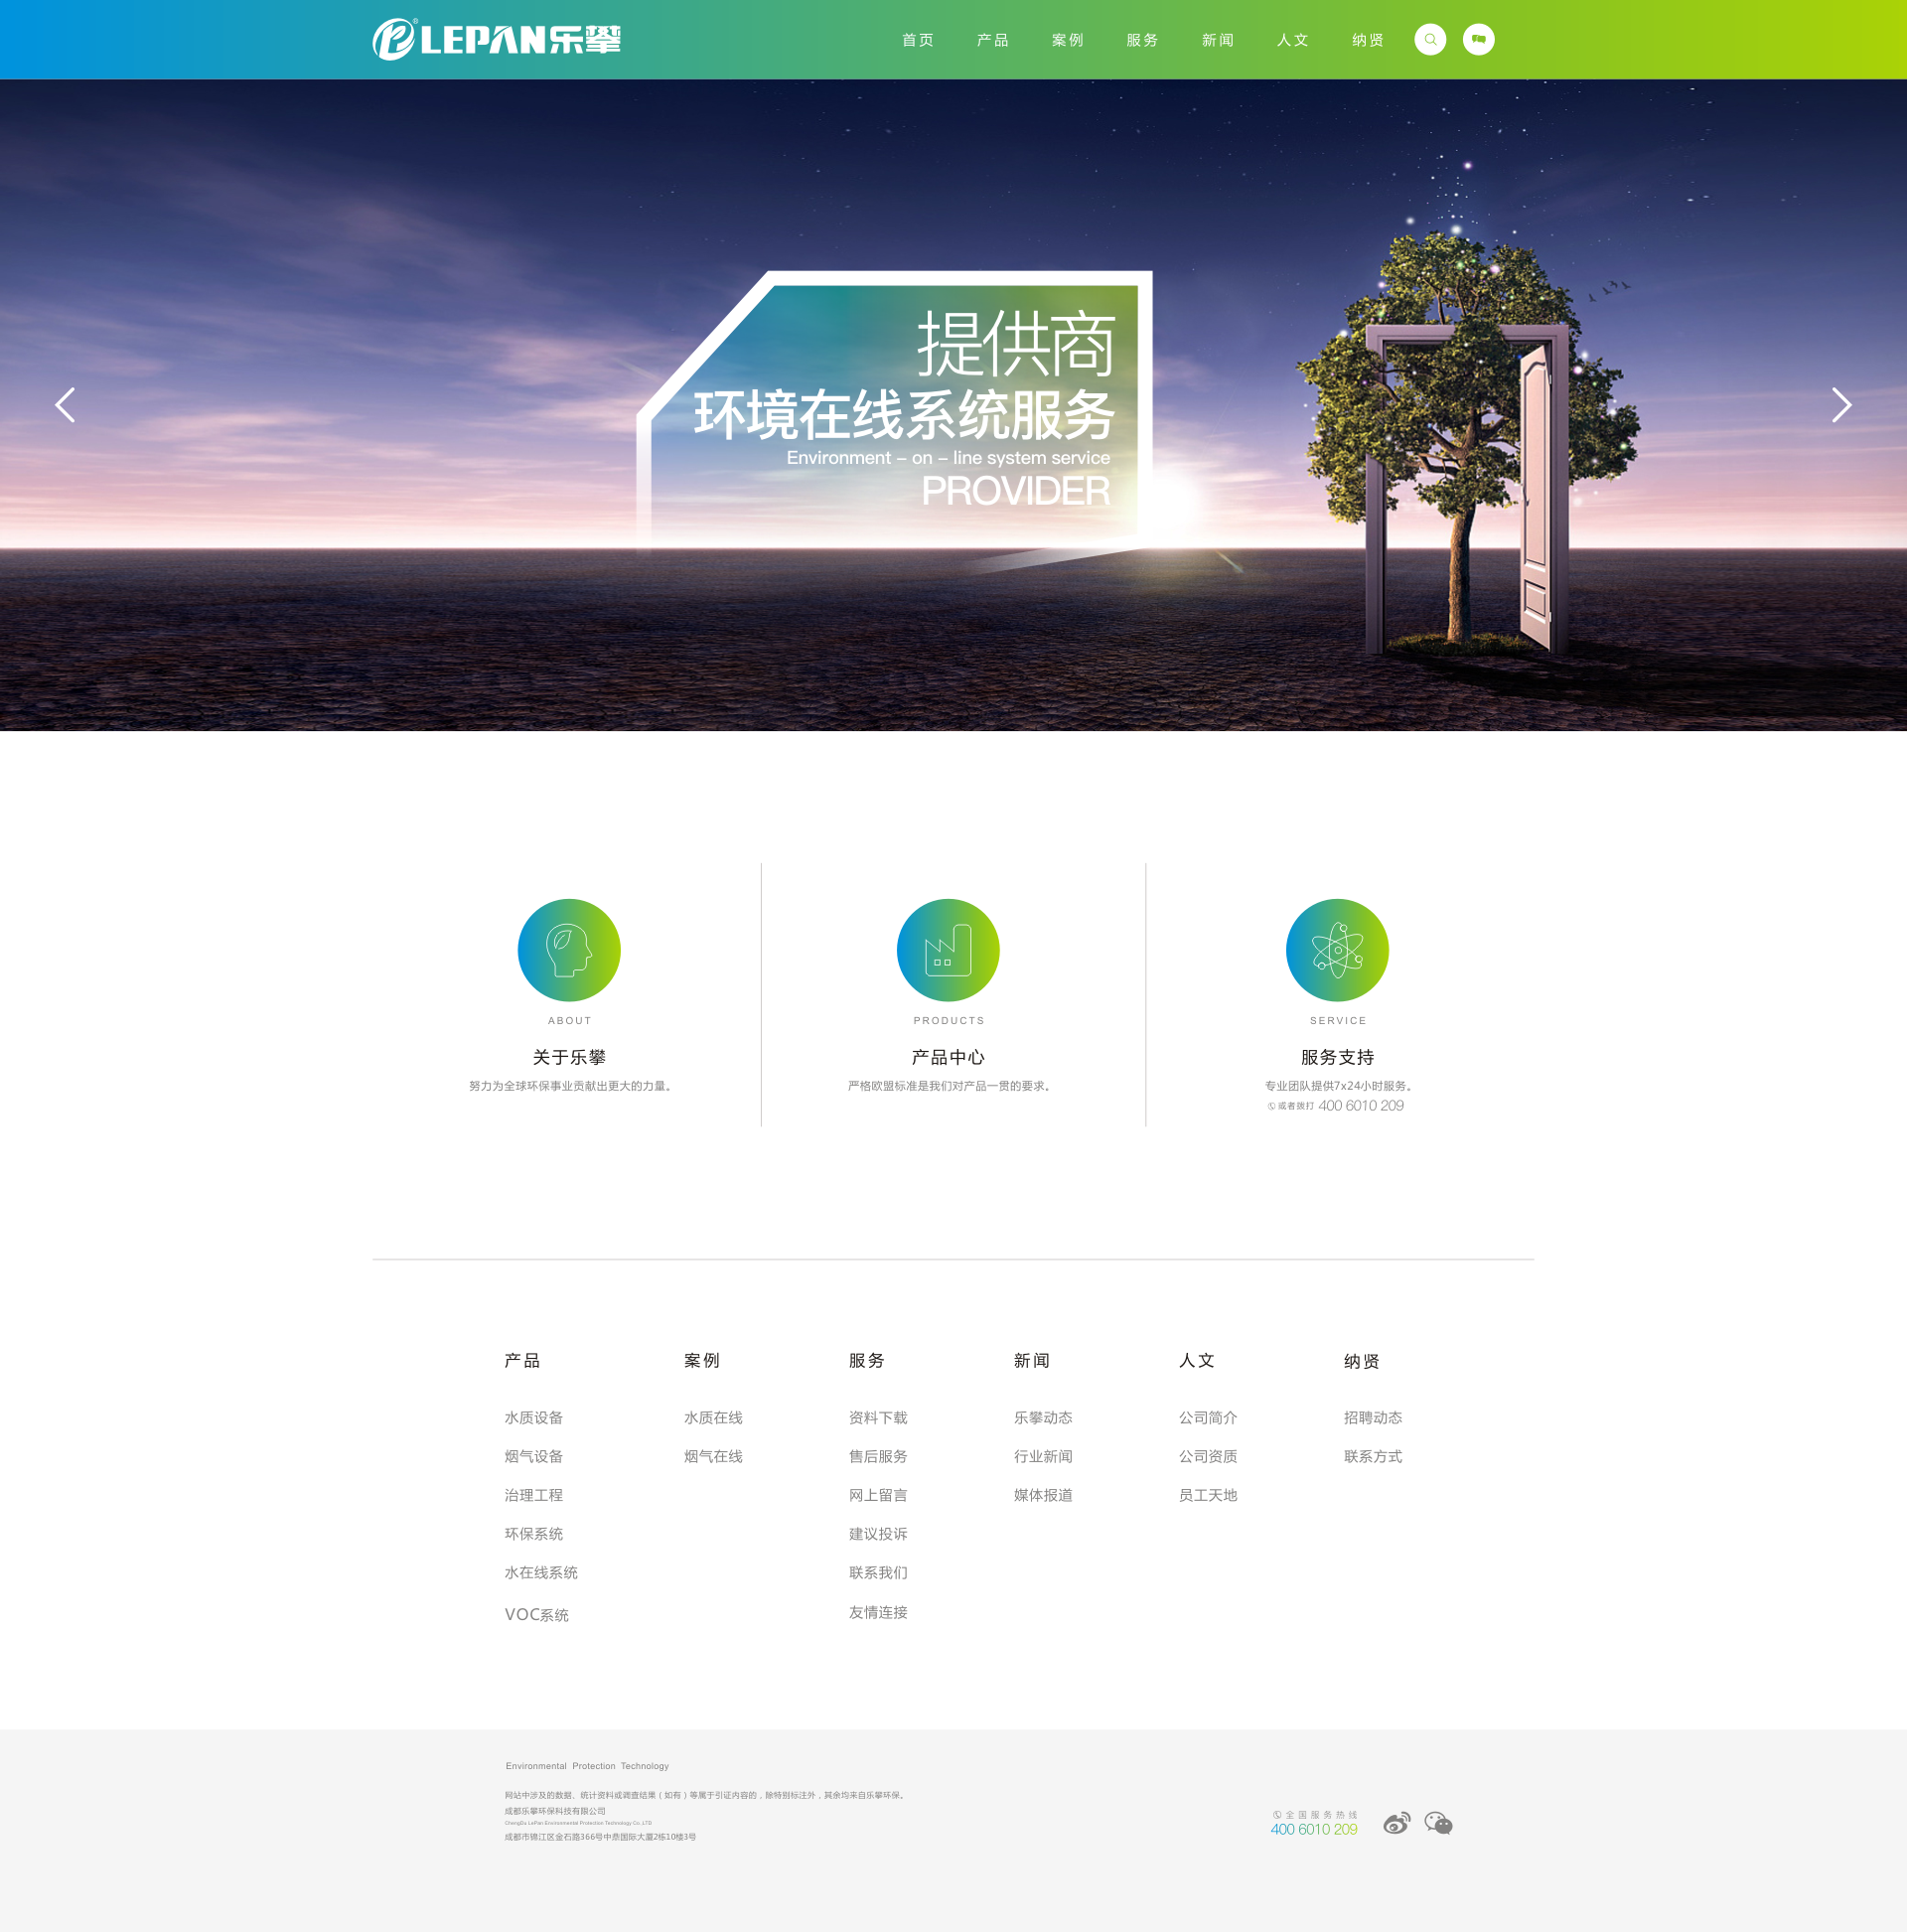 LEPAN乐攀®
首页 产品 案例 服务 新闻 人文 纳贤
提供商
环境在线系统服务
Environment – on – line system service
PROVIDER
ABOUT
关于乐攀
努力为全球环保事业贡献出更大的力量。
PRODUCTS
产品中心
严格欧盟标准是我们对产品一贯的要求。
SERVICE
服务支持
专业团队提供7x24小时服务。
或者拨打 400 6010 209
产品
水质设备
烟气设备
治理工程
环保系统
水在线系统
VOC系统
案例
水质在线
烟气在线
服务
资料下载
售后服务
网上留言
建议投诉
联系我们
友情连接
新闻
乐攀动态
行业新闻
媒体报道
人文
公司简介
公司资质
员工天地
纳贤
招聘动态
联系方式
Environmental Protection Technology
网站中涉及的数据、统计资料或调查结果（如有）等属于引证内容的，除特别标注外，其余均来自乐攀环保。
成都乐攀环保科技有限公司
ChengDu LePan Environmental Protection Technology Co.,LTD
成都市锦江区金石路366号中鼎国际大厦2栋10楼3号
全国服务热线
400 6010 209